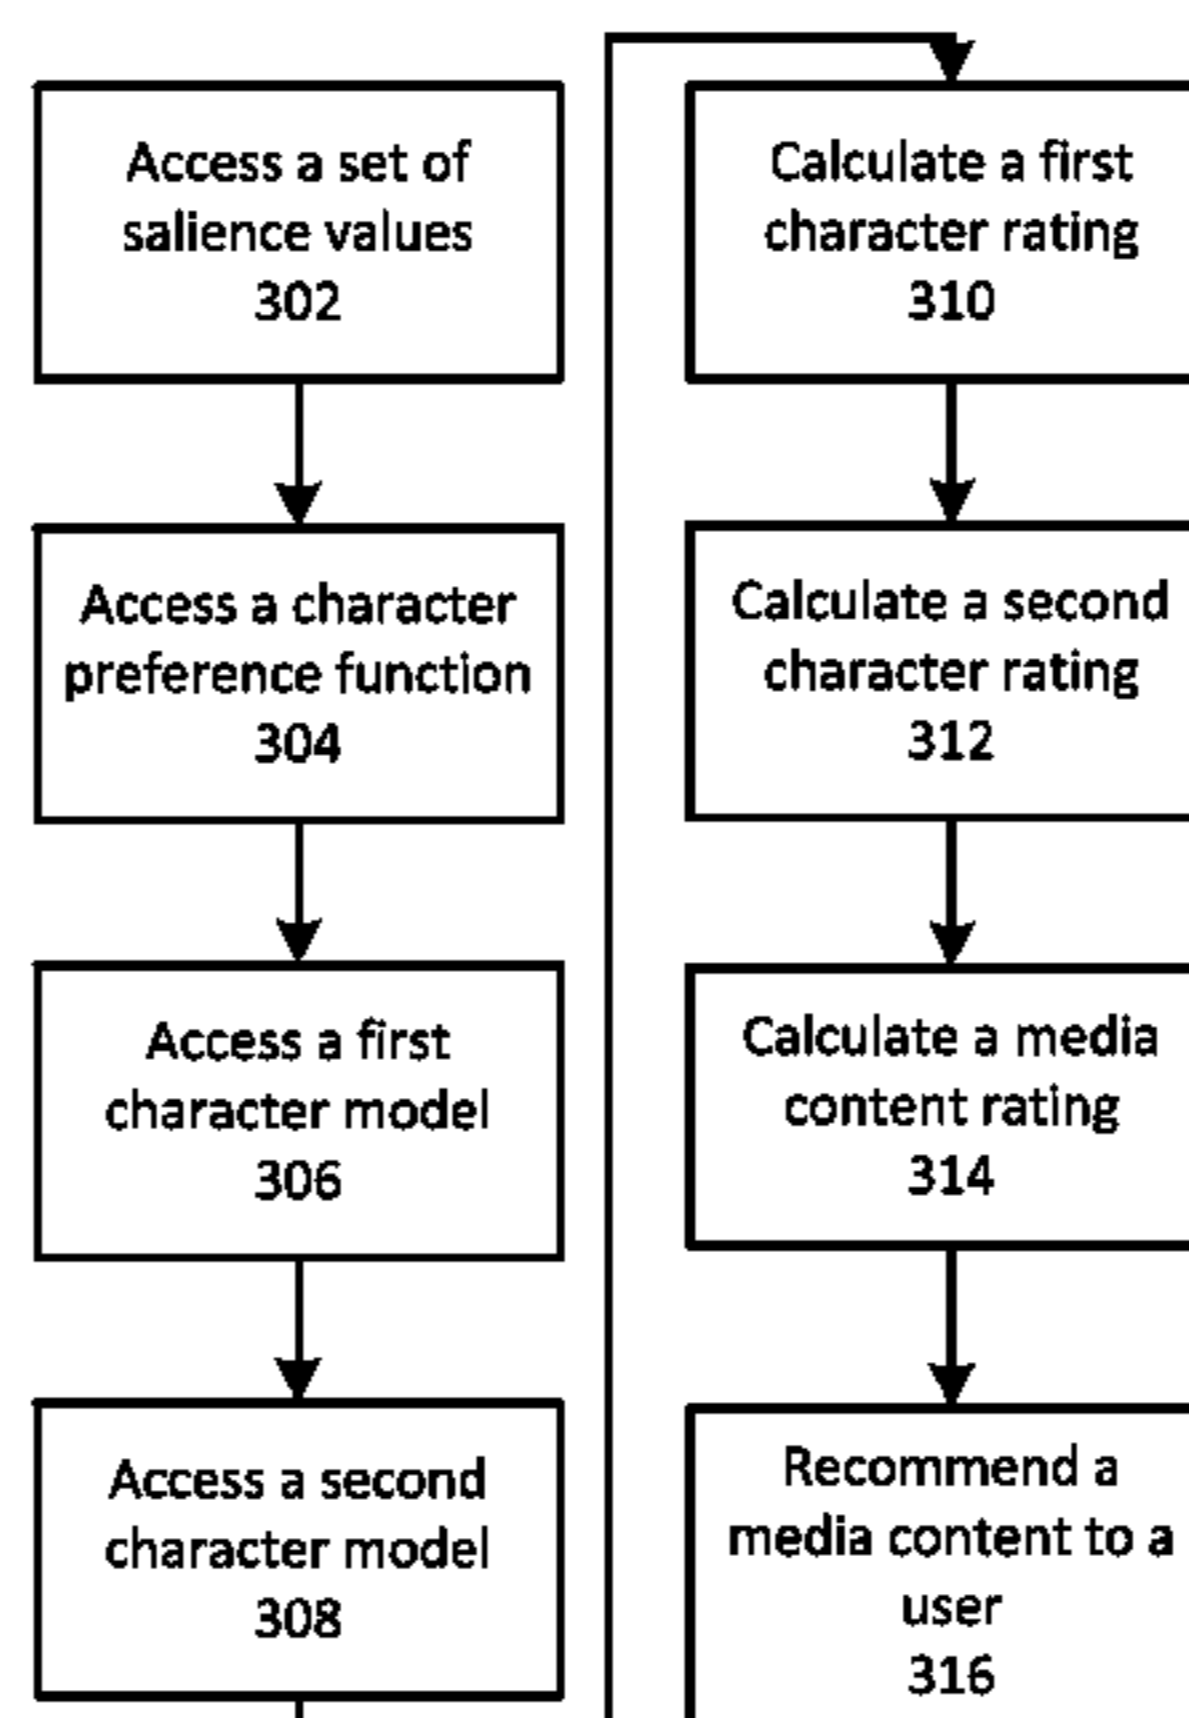 Access a set of
salience values
302
Access a character
preference function
304
Access a first
character model
306
Access a second
character model
308
Calculate a first
character rating
310
Calculate a second
character rating
312
Calculate a media
content rating
314
Recommend a
media content to a
user
316